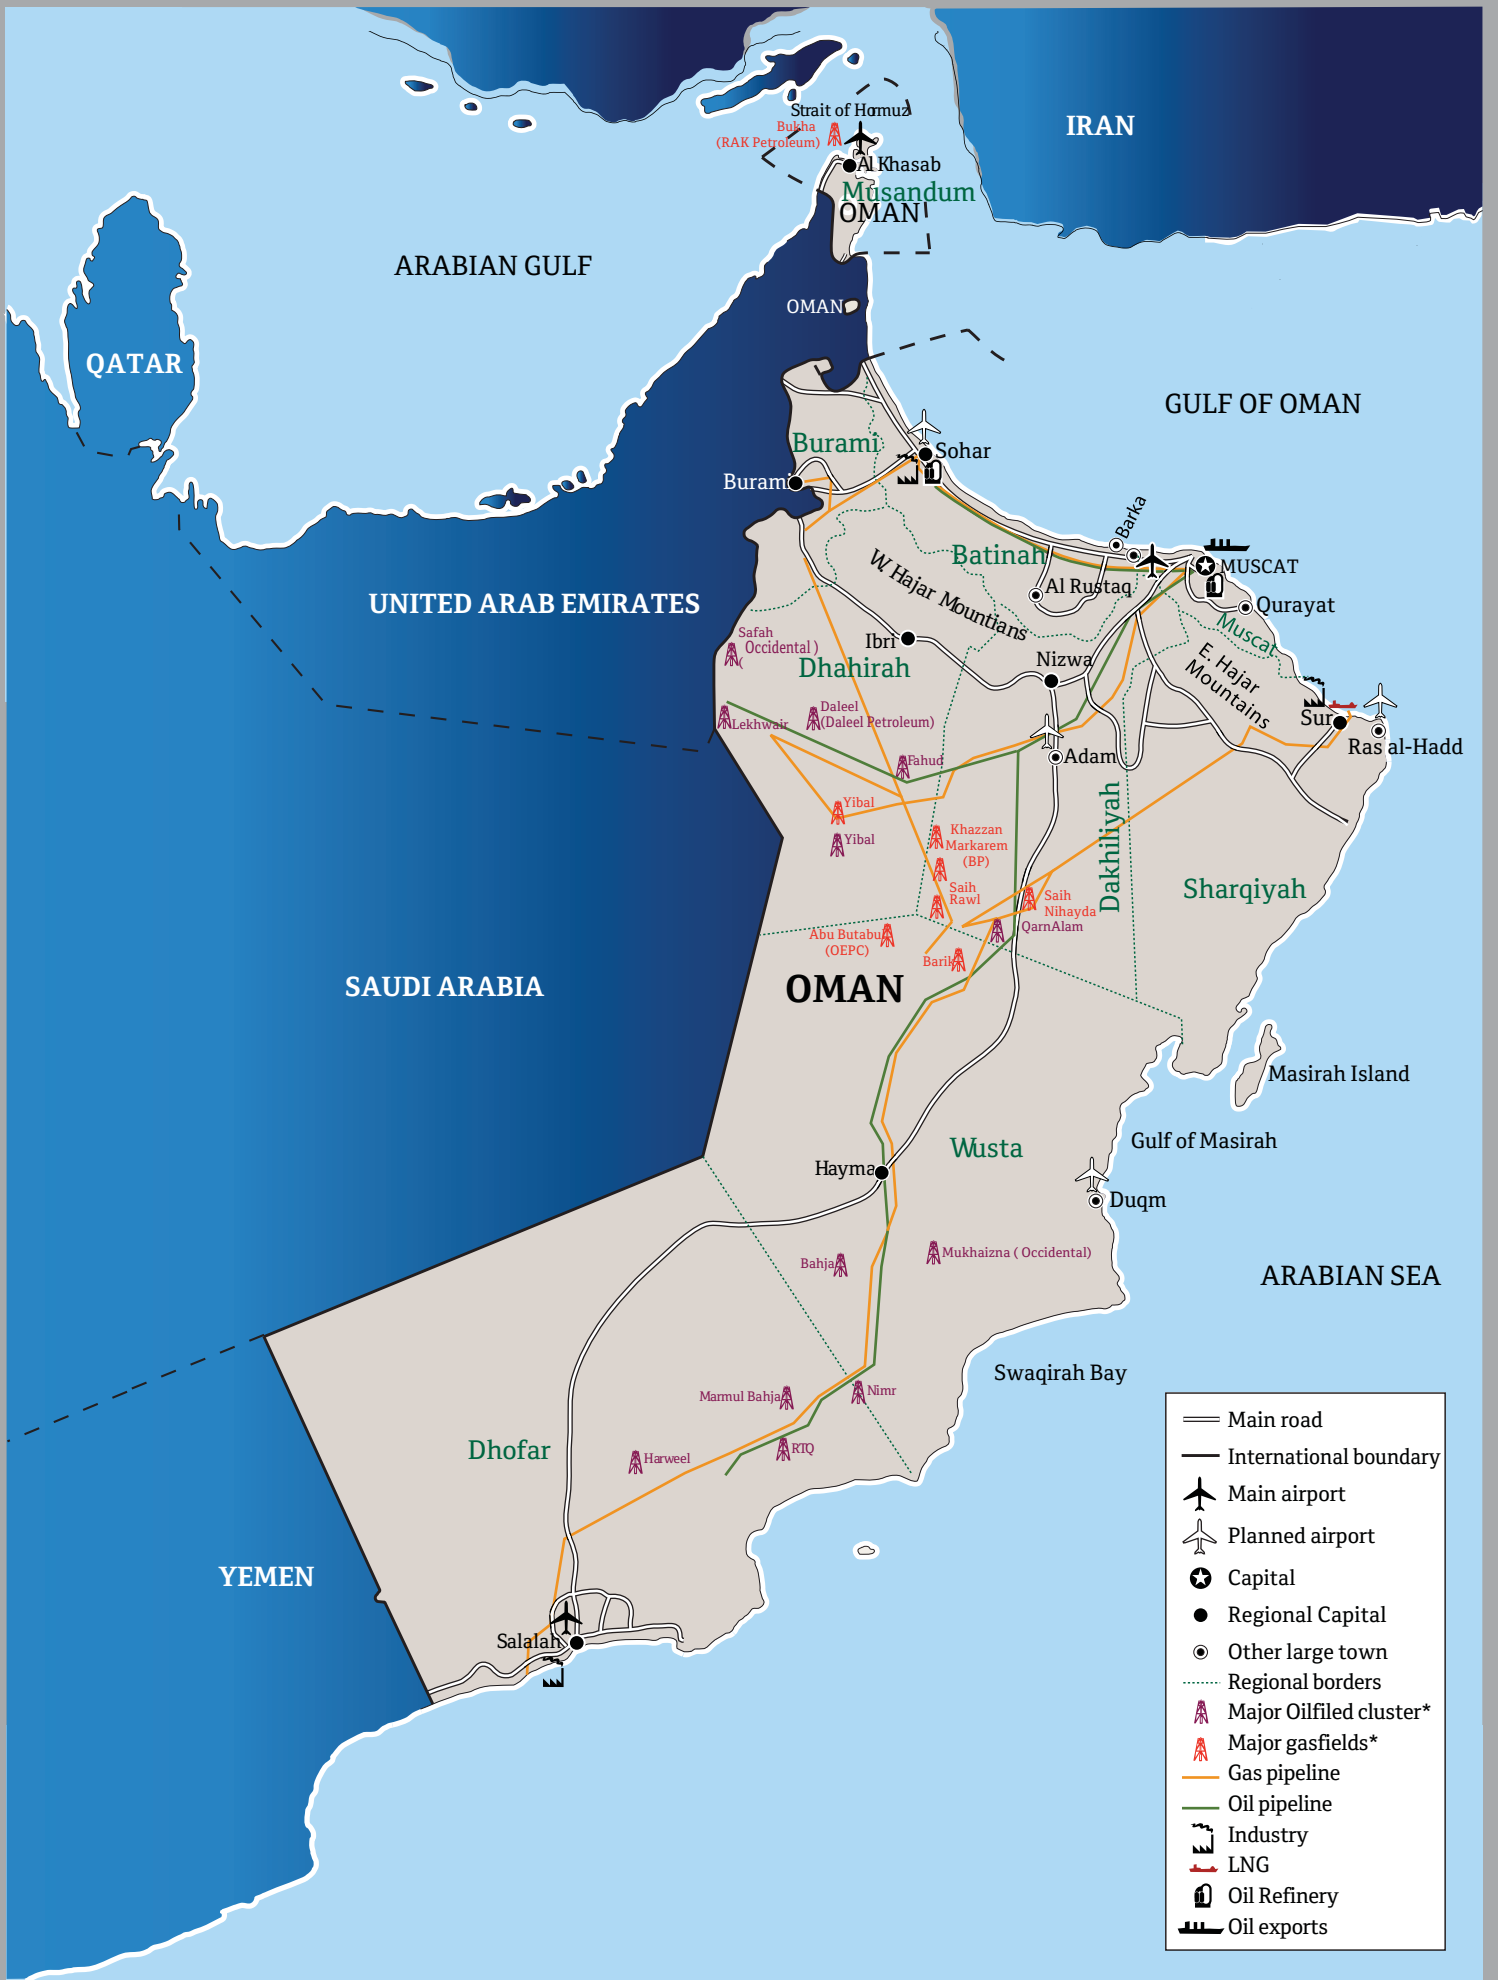 Strait of Homuz
Bukha
(RAK Petroleum)
IRAN
Al Khasab
Musandum
OMAN
ARABIAN GULF
OMAN
QATAR
GULF OF OMAN
Burami
Sohar
Burami
Barka
Batinah
W. Hajar Mountians
MUSCAT
Al Rustaq
Qurayat
UNITED ARAB EMIRATES
Muscat
Safah
( Occidental )
Ibri
Dhahirah
Nizwa
E. Hajar
Mountains
Lekhwair
Daleel
(Daleel Petroleum)
Sur
Ras al-Hadd
Fahud
Adam
Yibal
Yibal
Khazzan
Markarem
(BP)
Dakhiliyah
Saih
Rawl
Saih
Nihayda
Sharqiyah
QarnAlam
Abu Butabul
(OEPC)
Barik
SAUDI ARABIA
OMAN
Masirah Island
Gulf of Masirah
Wusta
Hayma
Duqm
Bahja
Mukhaizna ( Occidental)
ARABIAN SEA
Swaqirah Bay
Marmul Bahja
Nimr
Dhofar
Harweel
RTQ
YEMEN
Salalah
Main road
International boundary
Main airport
Planned airport
Capital
Regional Capital
Other large town
Regional borders
Major Oilfiled cluster*
Major gasfields*
Gas pipeline
Oil pipeline
Industry
LNG
Oil Refinery
Oil exports